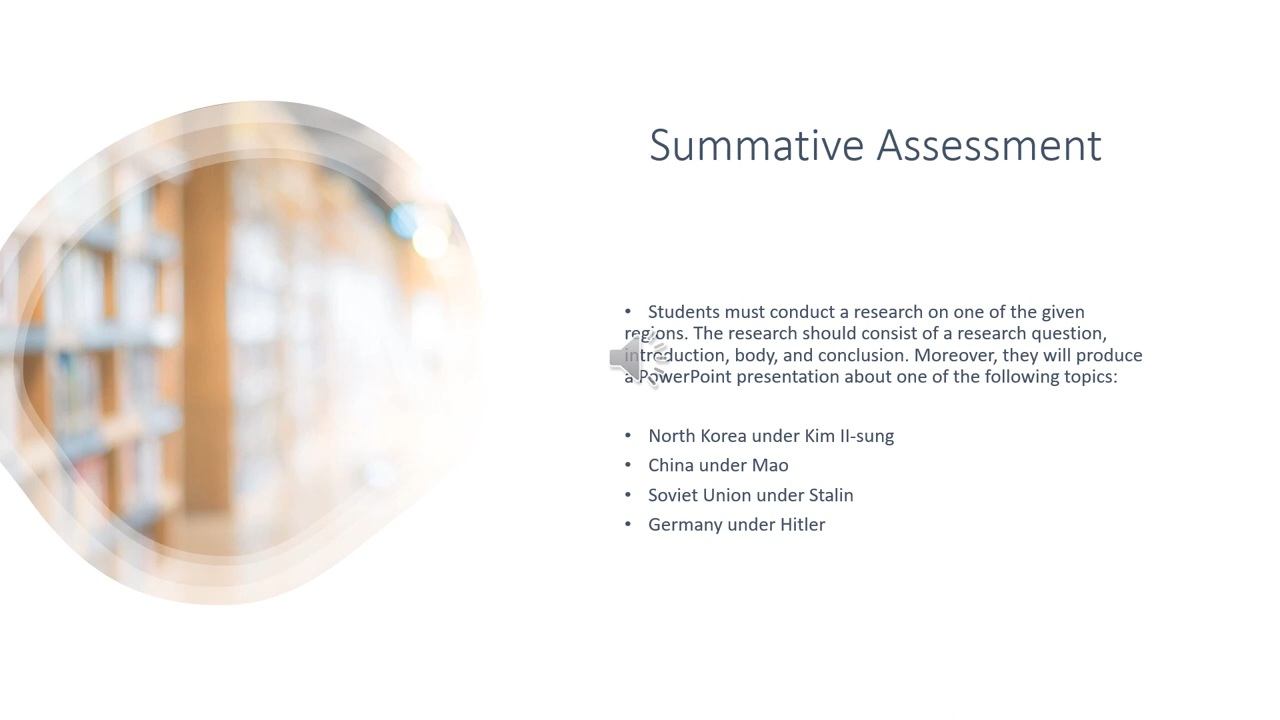 Summative Assessment
• Students must conduct a research on one of the given
regions. The research should consist of a research question,
introduction, body, and conclusion. Moreover, they will produce
a PowerPoint presentation about one of the following topics:
• North Korea under Kim II-sung
• China under Mao
• Soviet Union under Stalin
• Germany under Hitler